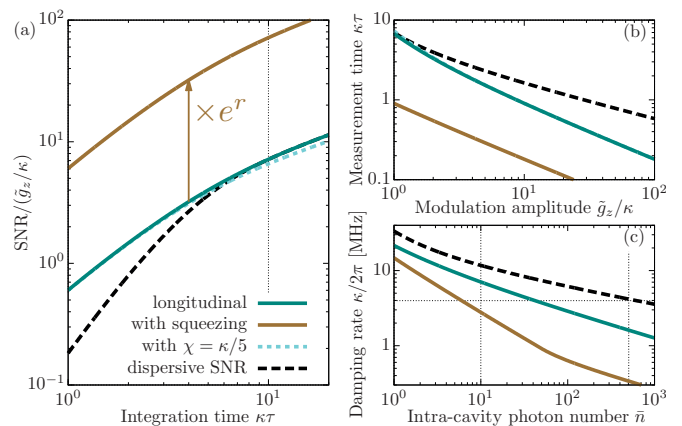 (a)
10^2
10^1
10^0
10^{-1}
SNR/(g̃_z/κ)
× e^r
longitudinal
with squeezing
with χ = κ/5
dispersive SNR
10^0
10^1
Integration time κτ
(b)
10
1
0.1
Measurement time κτ
10^0
10^1
10^2
Modulation amplitude g̃_z/κ
(c)
10
1
Damping rate κ/2π [MHz]
10^0
10^1
10^2
10^3
Intra-cavity photon number n̄